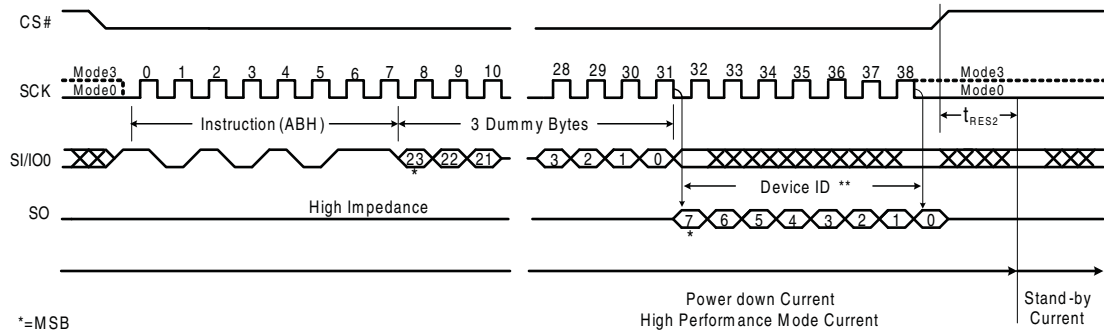 CS#
SCK
Mode3
Mode0
0 1 2 3 4 5 6 7 8 9 10
28 29 30 31 32 33 34 35 36 37 38
Mode3
Mode0
Instruction (ABH)
3 Dummy Bytes
tRES2
SI/IO0
23 22 21
*
3 2 1 0
Device ID **
SO
High Impedance
7 6 5 4 3 2 1 0
*
Power down Current
High Performance Mode Current
Stand-by
Current
*=MSB